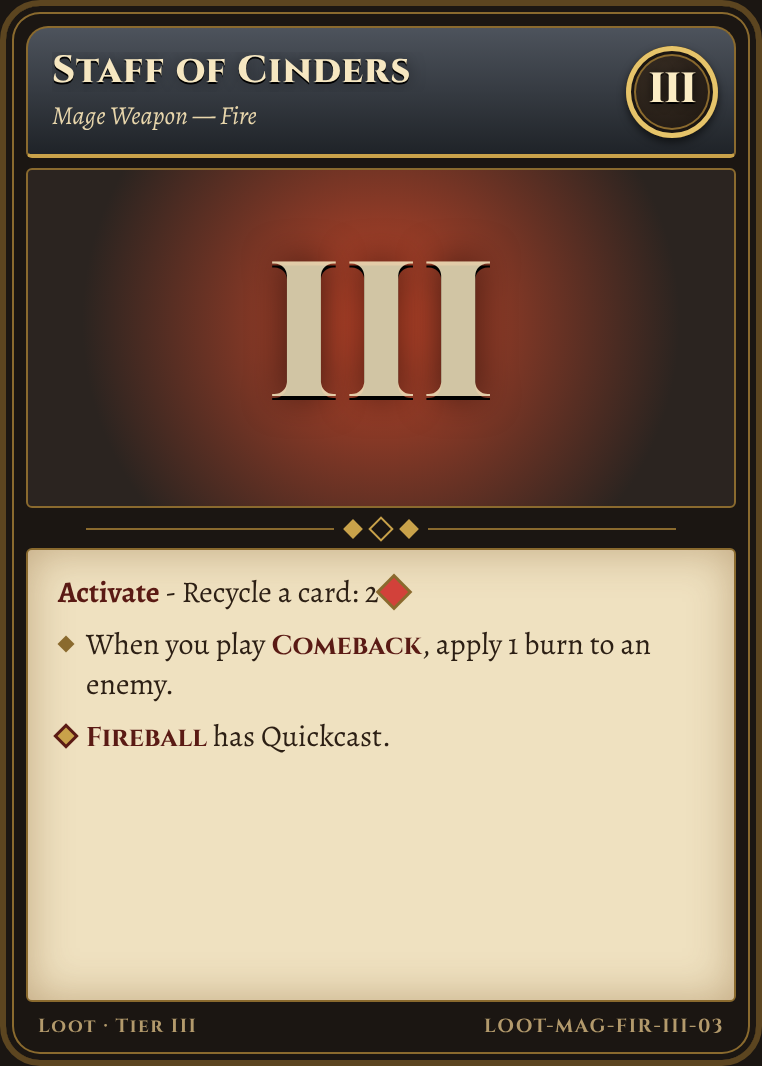 Staff of Cinders
Mage Weapon — Fire
III
III
Activate - Recycle a card: 2
When you play Comeback, apply 1 burn to an
enemy.
Fireball has Quickcast.
Loot · Tier III
LOOT-MAG-FIR-III-03